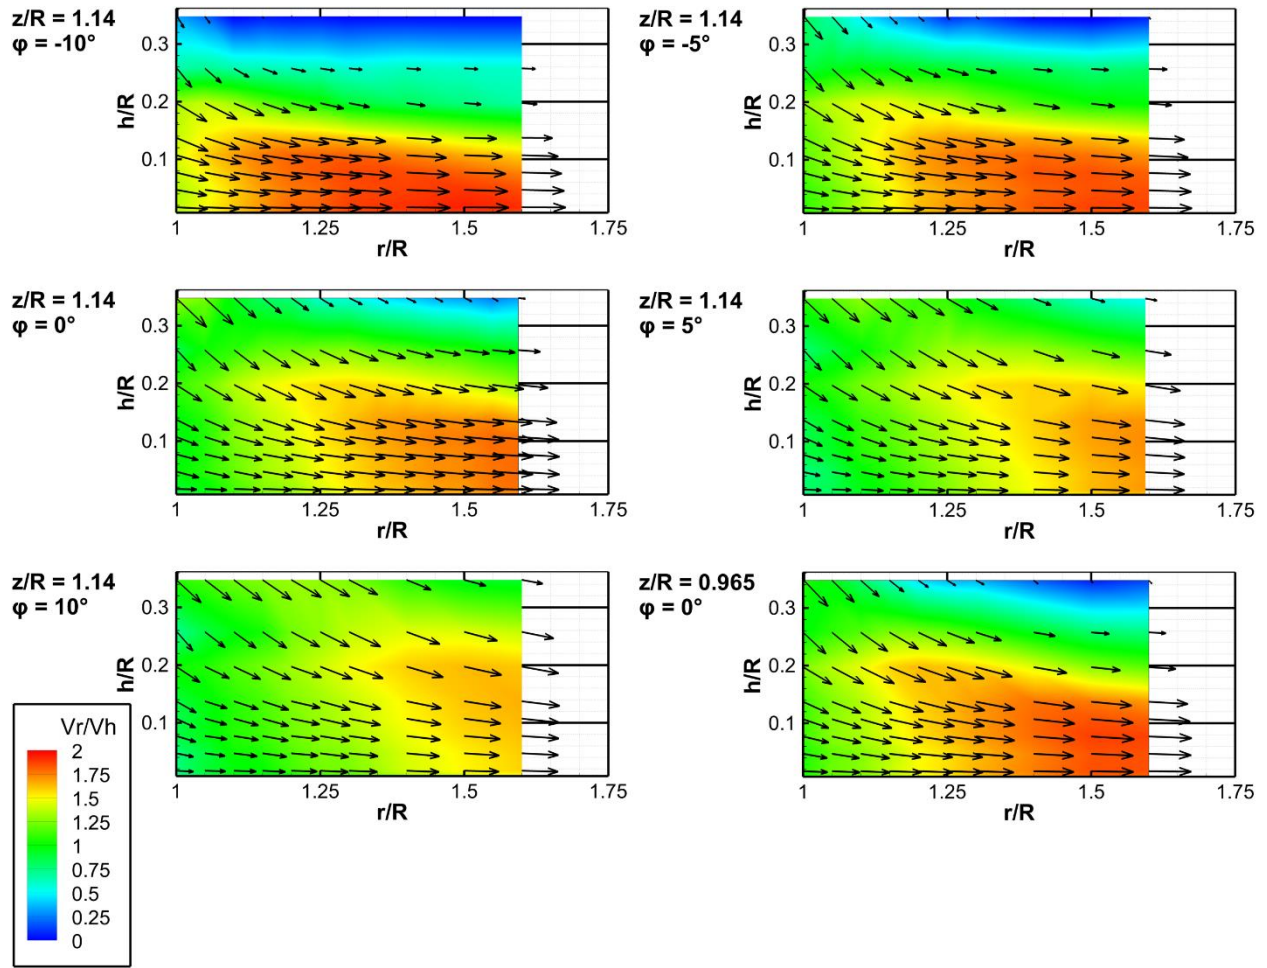 z/R = 1.14
φ = -10°
h/R
0.3
0.2
0.1
1
1.25
1.5
1.75
r/R
z/R = 1.14
φ = -5°
h/R
0.3
0.2
0.1
1
1.25
1.5
1.75
r/R
z/R = 1.14
φ = 0°
h/R
0.3
0.2
0.1
1
1.25
1.5
1.75
r/R
z/R = 1.14
φ = 5°
h/R
0.3
0.2
0.1
1
1.25
1.5
1.75
r/R
z/R = 1.14
φ = 10°
h/R
0.3
0.2
0.1
1
1.25
1.5
1.75
r/R
z/R = 0.965
φ = 0°
h/R
0.3
0.2
0.1
1
1.25
1.5
1.75
r/R
Vr/Vh
2
1.75
1.5
1.25
1
0.75
0.5
0.25
0